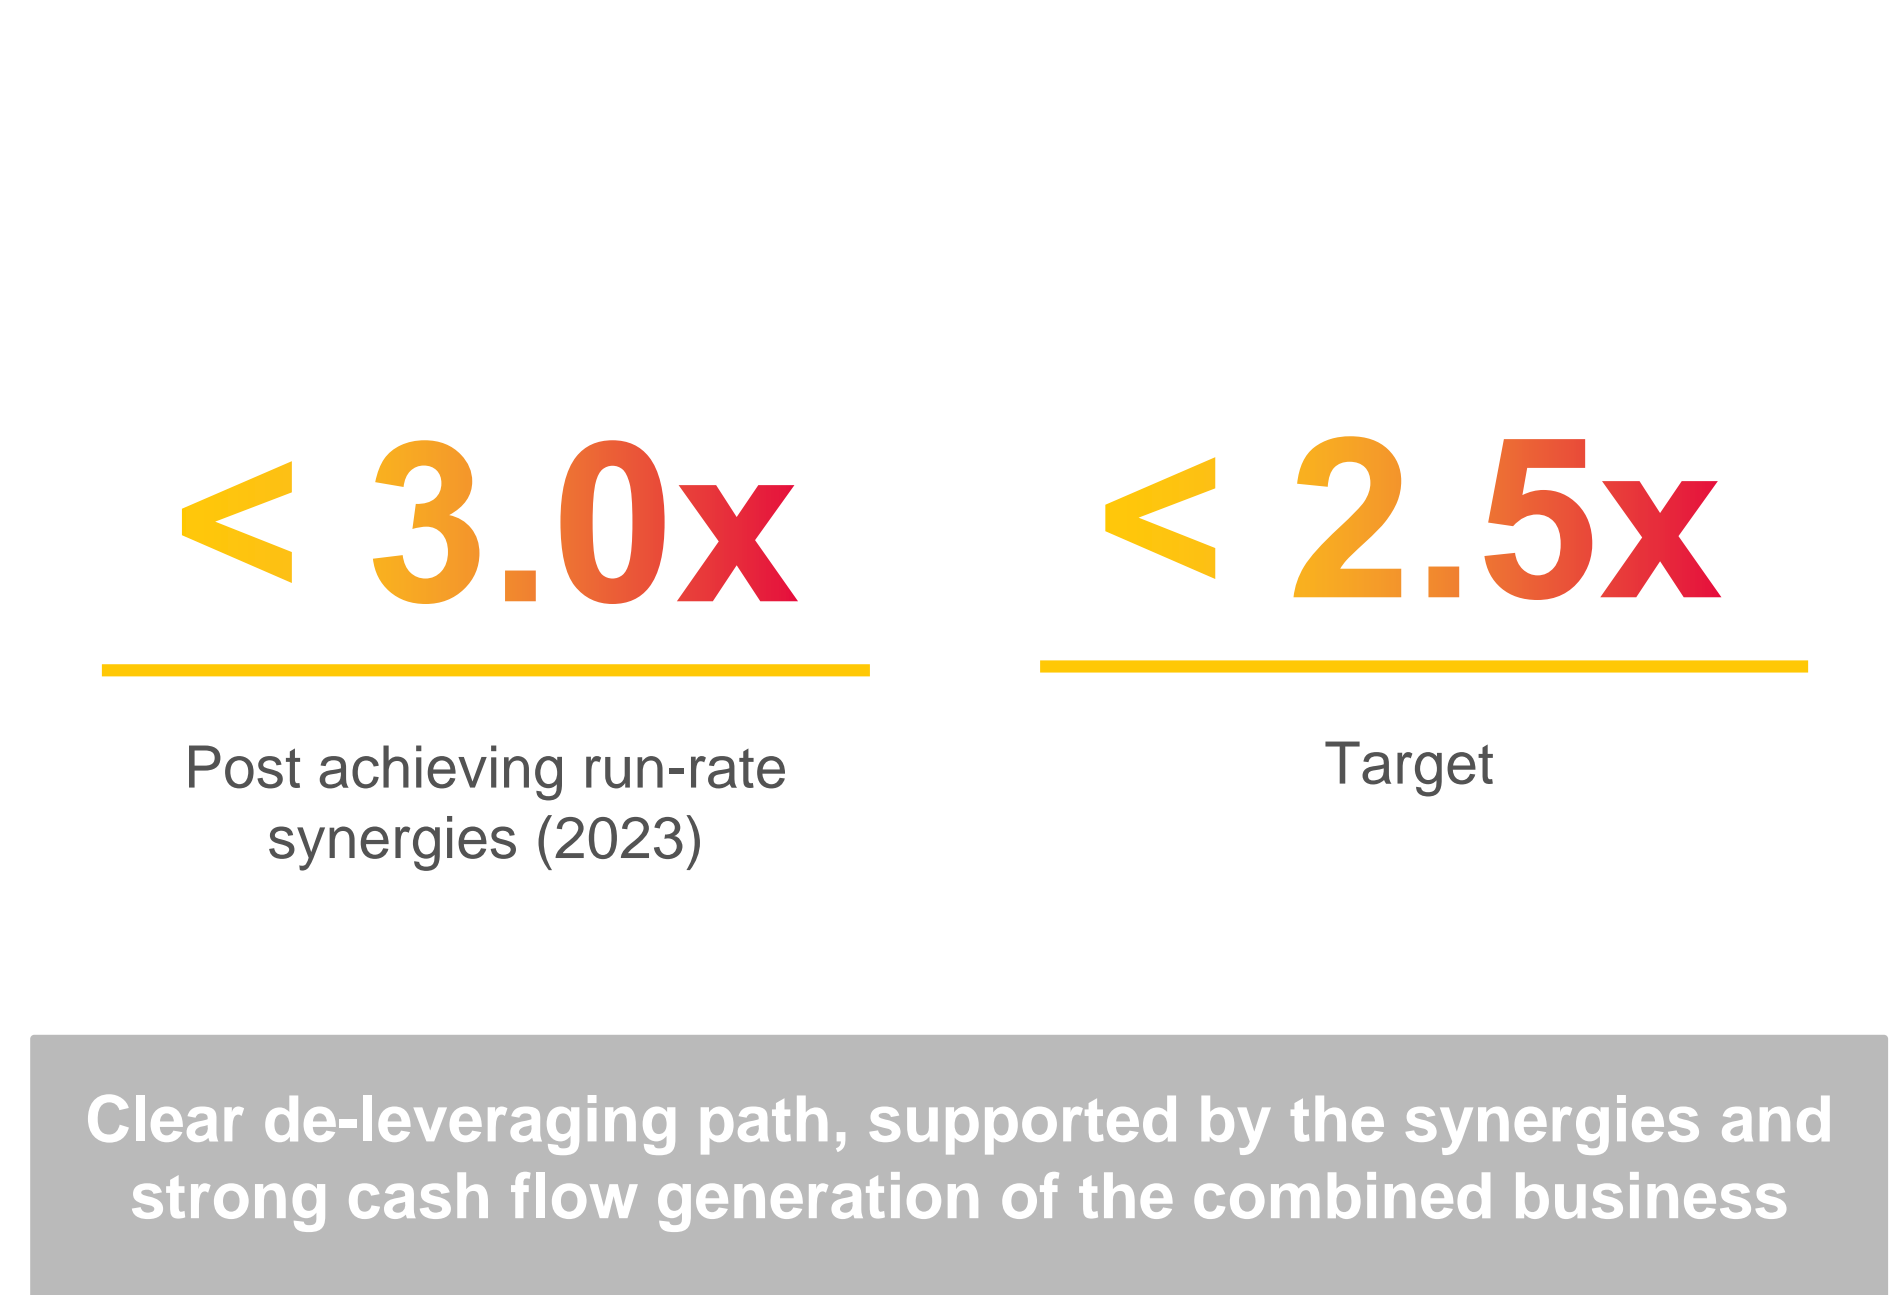 < 3.0x
Post achieving run-rate
synergies (2023)
< 2.5x
Target
Clear de-leveraging path, supported by the synergies and
strong cash flow generation of the combined business